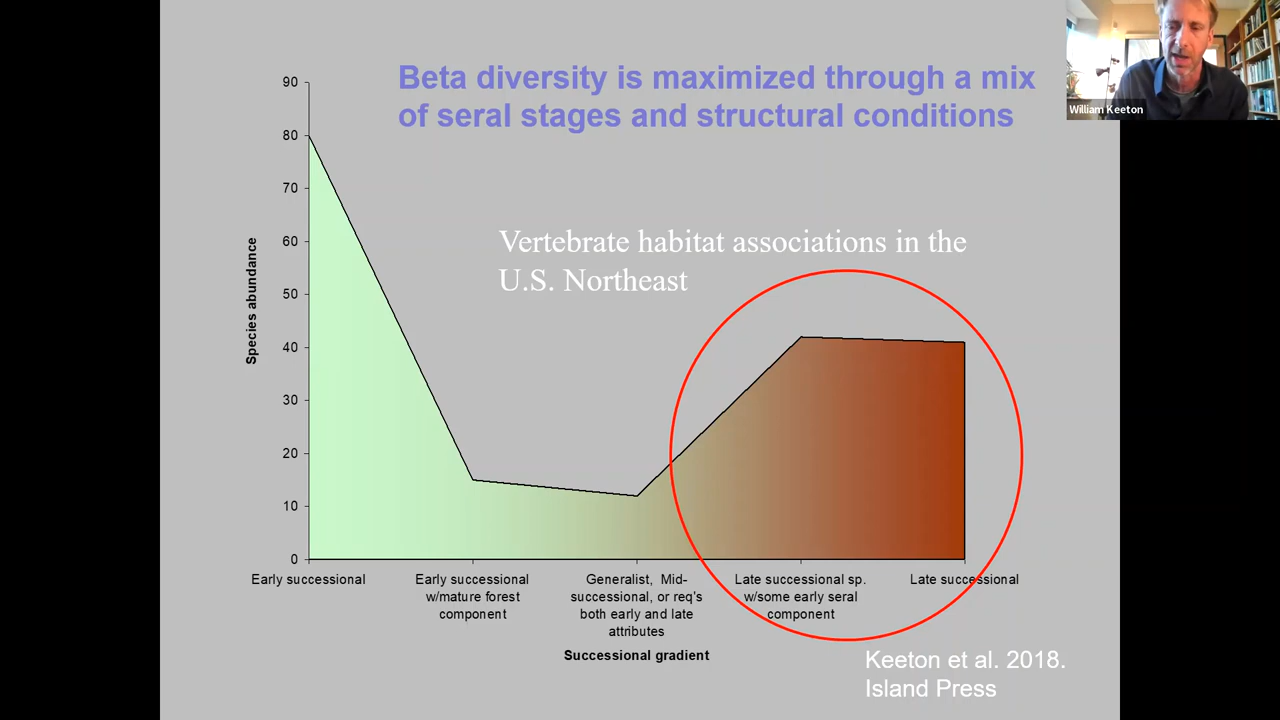 Beta diversity is maximized through a mix
of seral stages and structural conditions
William Keeton
Vertebrate habitat associations in the
U.S. Northeast
Species abundance
90
80
70
60
50
40
30
20
10
0
Early successional
Early successional
w/mature forest
component
Generalist, Mid-
successional, or req's
both early and late
attributes
Late successional sp.
w/some early seral
component
Late successional
Successional gradient
Keeton et al. 2018.
Island Press